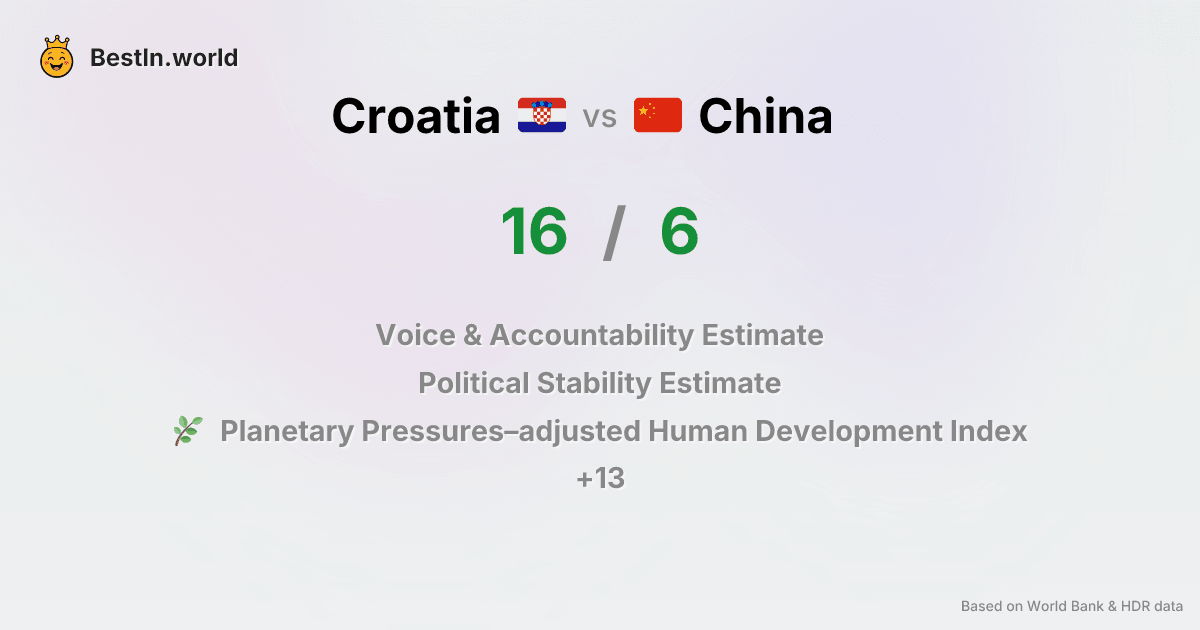 BestIn.world
Croatia vs China
16 / 6
Voice & Accountability Estimate
Political Stability Estimate
Planetary Pressures–adjusted Human Development Index
+13
Based on World Bank & HDR data